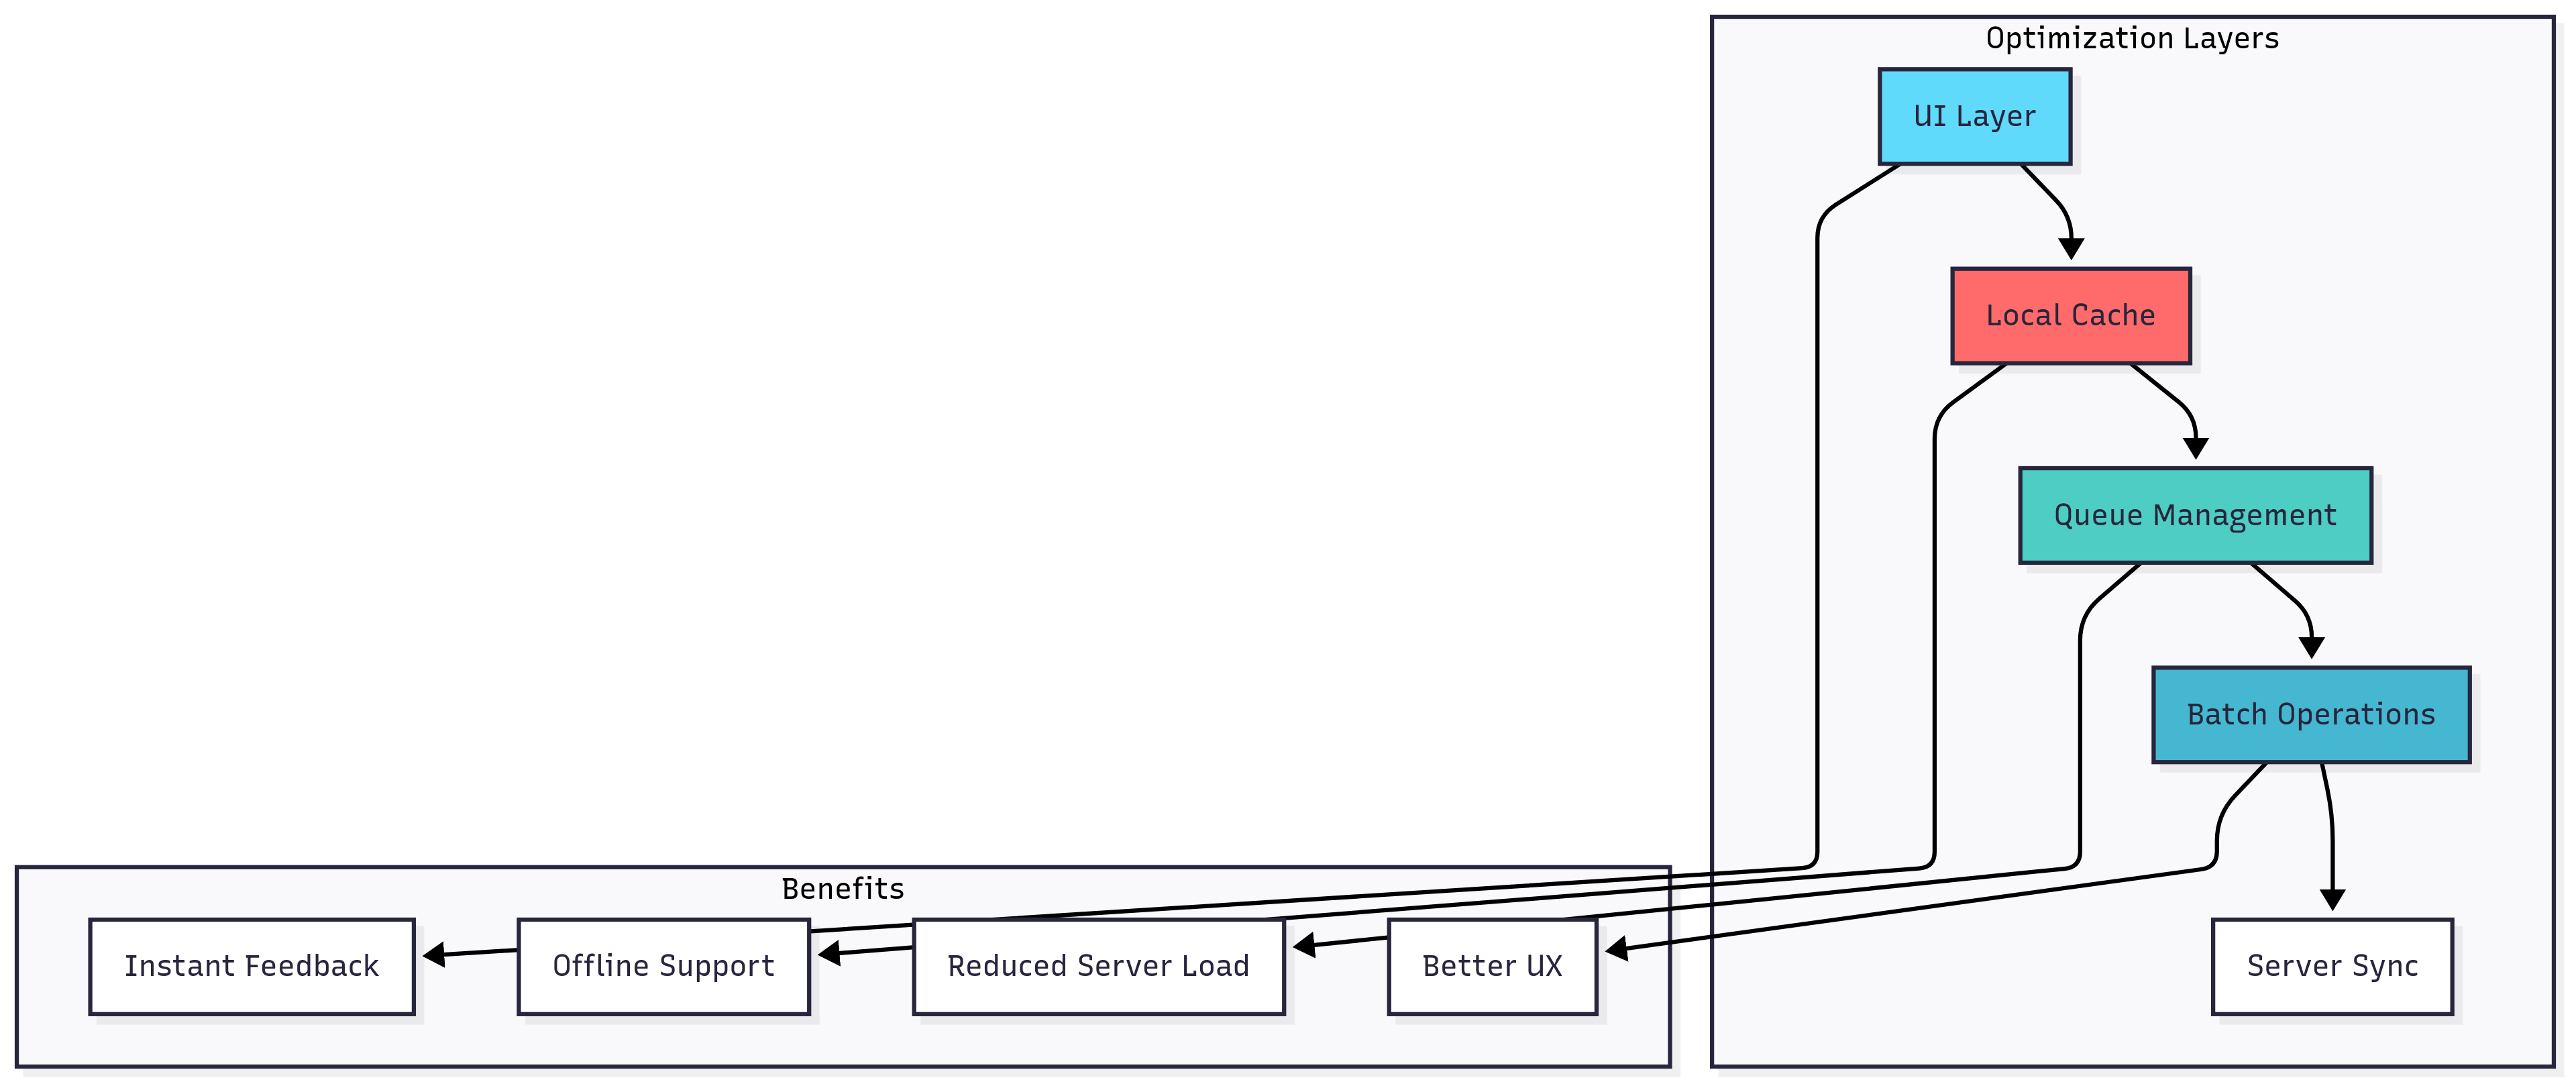 Optimization Layers
UI Layer
Local Cache
Queue Management
Batch Operations
Benefits
Instant Feedback
Offline Support
Reduced Server Load
Better UX
Server Sync